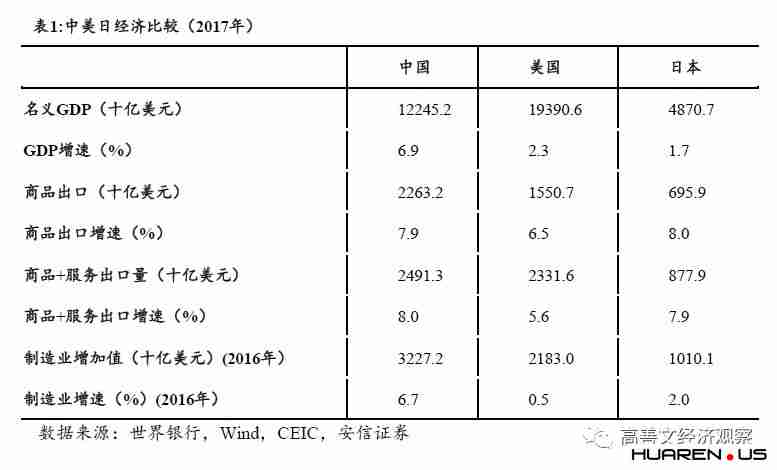 表1:中美日经济比较（2017年）
中国 美国 日本
名义GDP（十亿美元） 12245.2 19390.6 4870.7
GDP增速（%） 6.9 2.3 1.7
商品出口（十亿美元） 2263.2 1550.7 695.9
商品出口增速（%） 7.9 6.5 8.0
商品+服务出口量（十亿美元） 2491.3 2331.6 877.9
商品+服务出口增速（%） 8.0 5.6 7.9
制造业增加值（十亿美元）(2016年） 3227.2 2183.0 1010.1
制造业增速（%）(2016年） 6.7 0.5 2.0
数据来源：世界银行，Wind，CEIC，安信证券
高善文经济观察
HUAREN.US